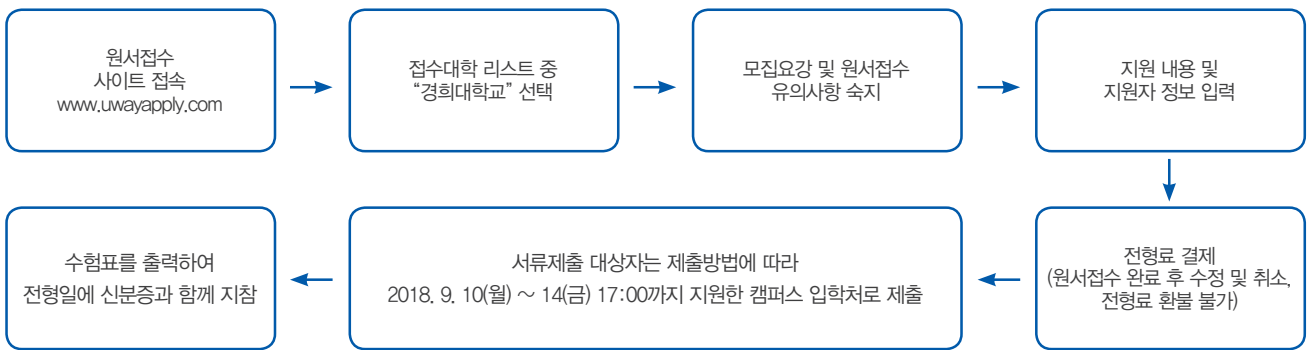 원서접수
사이트 접속
www.uwayapply.com
접수대학 리스트 중
“경희대학교” 선택
모집요강 및 원서접수
유의사항 숙지
지원 내용 및
지원자 정보 입력
전형료 결제
(원서접수 완료 후 수정 및 취소,
전형료 환불 불가)
서류제출 대상자는 제출방법에 따라
2018. 9. 10(월) ~ 14(금) 17:00까지 지원한 캠퍼스 입학처로 제출
수험표를 출력하여
전형일에 신분증과 함께 지참